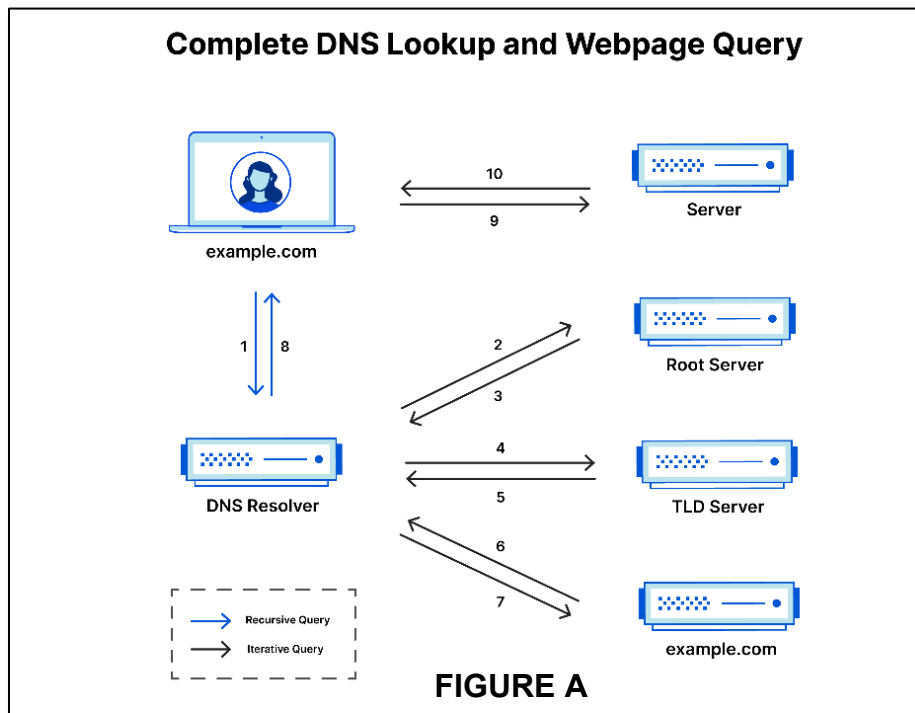 Complete DNS Lookup and Webpage Query
10
9
Server
example.com
1
8
2
3
Root Server
DNS Resolver
4
5
TLD Server
6
7
example.com
Recursive Query
Iterative Query
FIGURE A